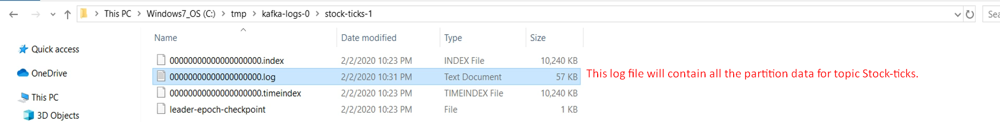 This PC > Windows7_OS (C:) > tmp > kafka-logs-0 > stock-ticks-1
Sea
Name Date modified Type Size
Quick access
OneDrive
This PC
3D Objects
00000000000000000000.index 2/2/2020 10:23 PM INDEX File 10,240 KB
00000000000000000000.log 2/2/2020 10:31 PM Text Document 57 KB
This log file will contain all the partition data for topic Stock-ticks.
00000000000000000000.timeindex 2/2/2020 10:23 PM TIMEINDEX File 10,240 KB
leader-epoch-checkpoint 2/2/2020 10:23 PM File 1 KB